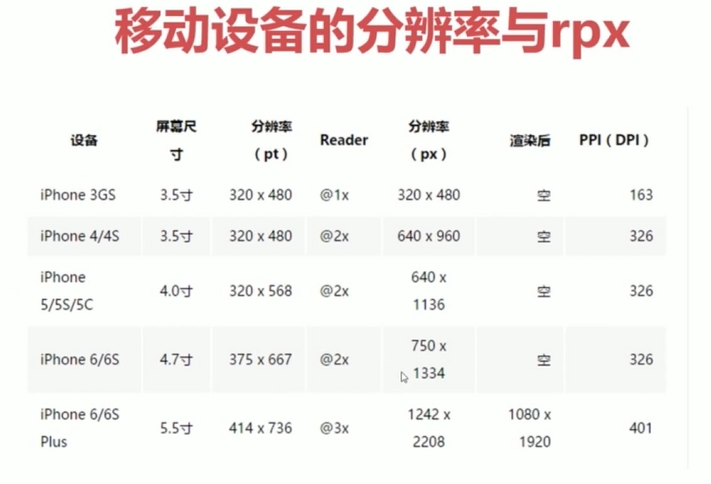 移动设备的分辨率与rpx
设备 屏幕尺寸 分辨率（pt） Reader 分辨率（px） 渲染后 PPI（DPI）
iPhone 3GS 3.5寸 320 x 480 @1x 320 x 480 空 163
iPhone 4/4S 3.5寸 320 x 480 @2x 640 x 960 空 326
iPhone 5/5S/5C 4.0寸 320 x 568 @2x 640 x 1136 空 326
iPhone 6/6S 4.7寸 375 x 667 @2x 750 x 1334 空 326
iPhone 6/6S Plus 5.5寸 414 x 736 @3x 1242 x 2208 1080 x 1920 401